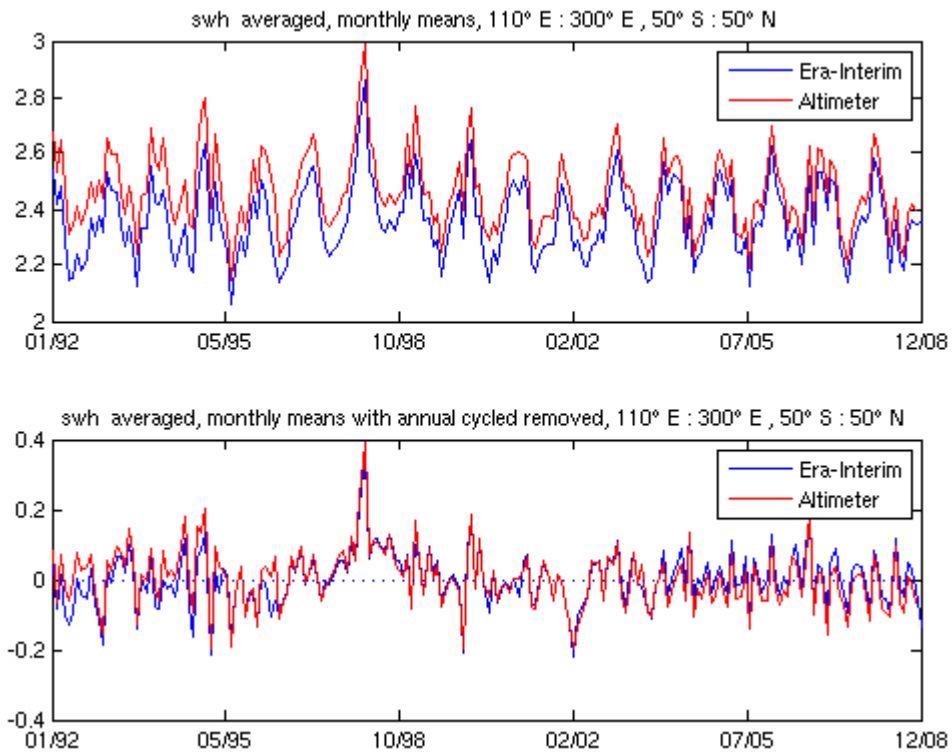 swh averaged, monthly means, 110° E : 300° E , 50° S : 50° N
3
2.8
2.6
2.4
2.2
2
Era-Interim
Altimeter
01/92 05/95 10/98 02/02 07/05 12/08
swh averaged, monthly means with annual cycled removed, 110° E : 300° E , 50° S : 50° N
0.4
0.2
0
-0.2
-0.4
Era-Interim
Altimeter
01/92 05/95 10/98 02/02 07/05 12/08